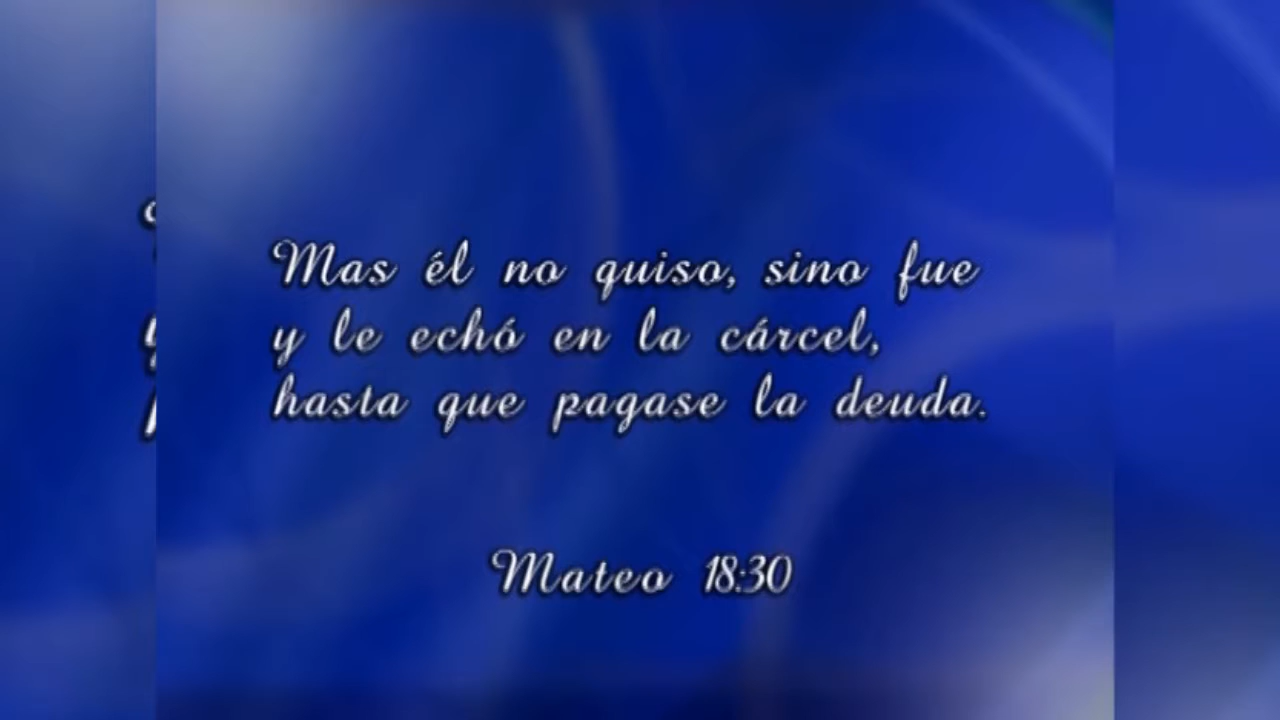 Mas él no quiso, sino fue
y le echó en la cárcel,
hasta que pagase la deuda.
Mateo 18:30